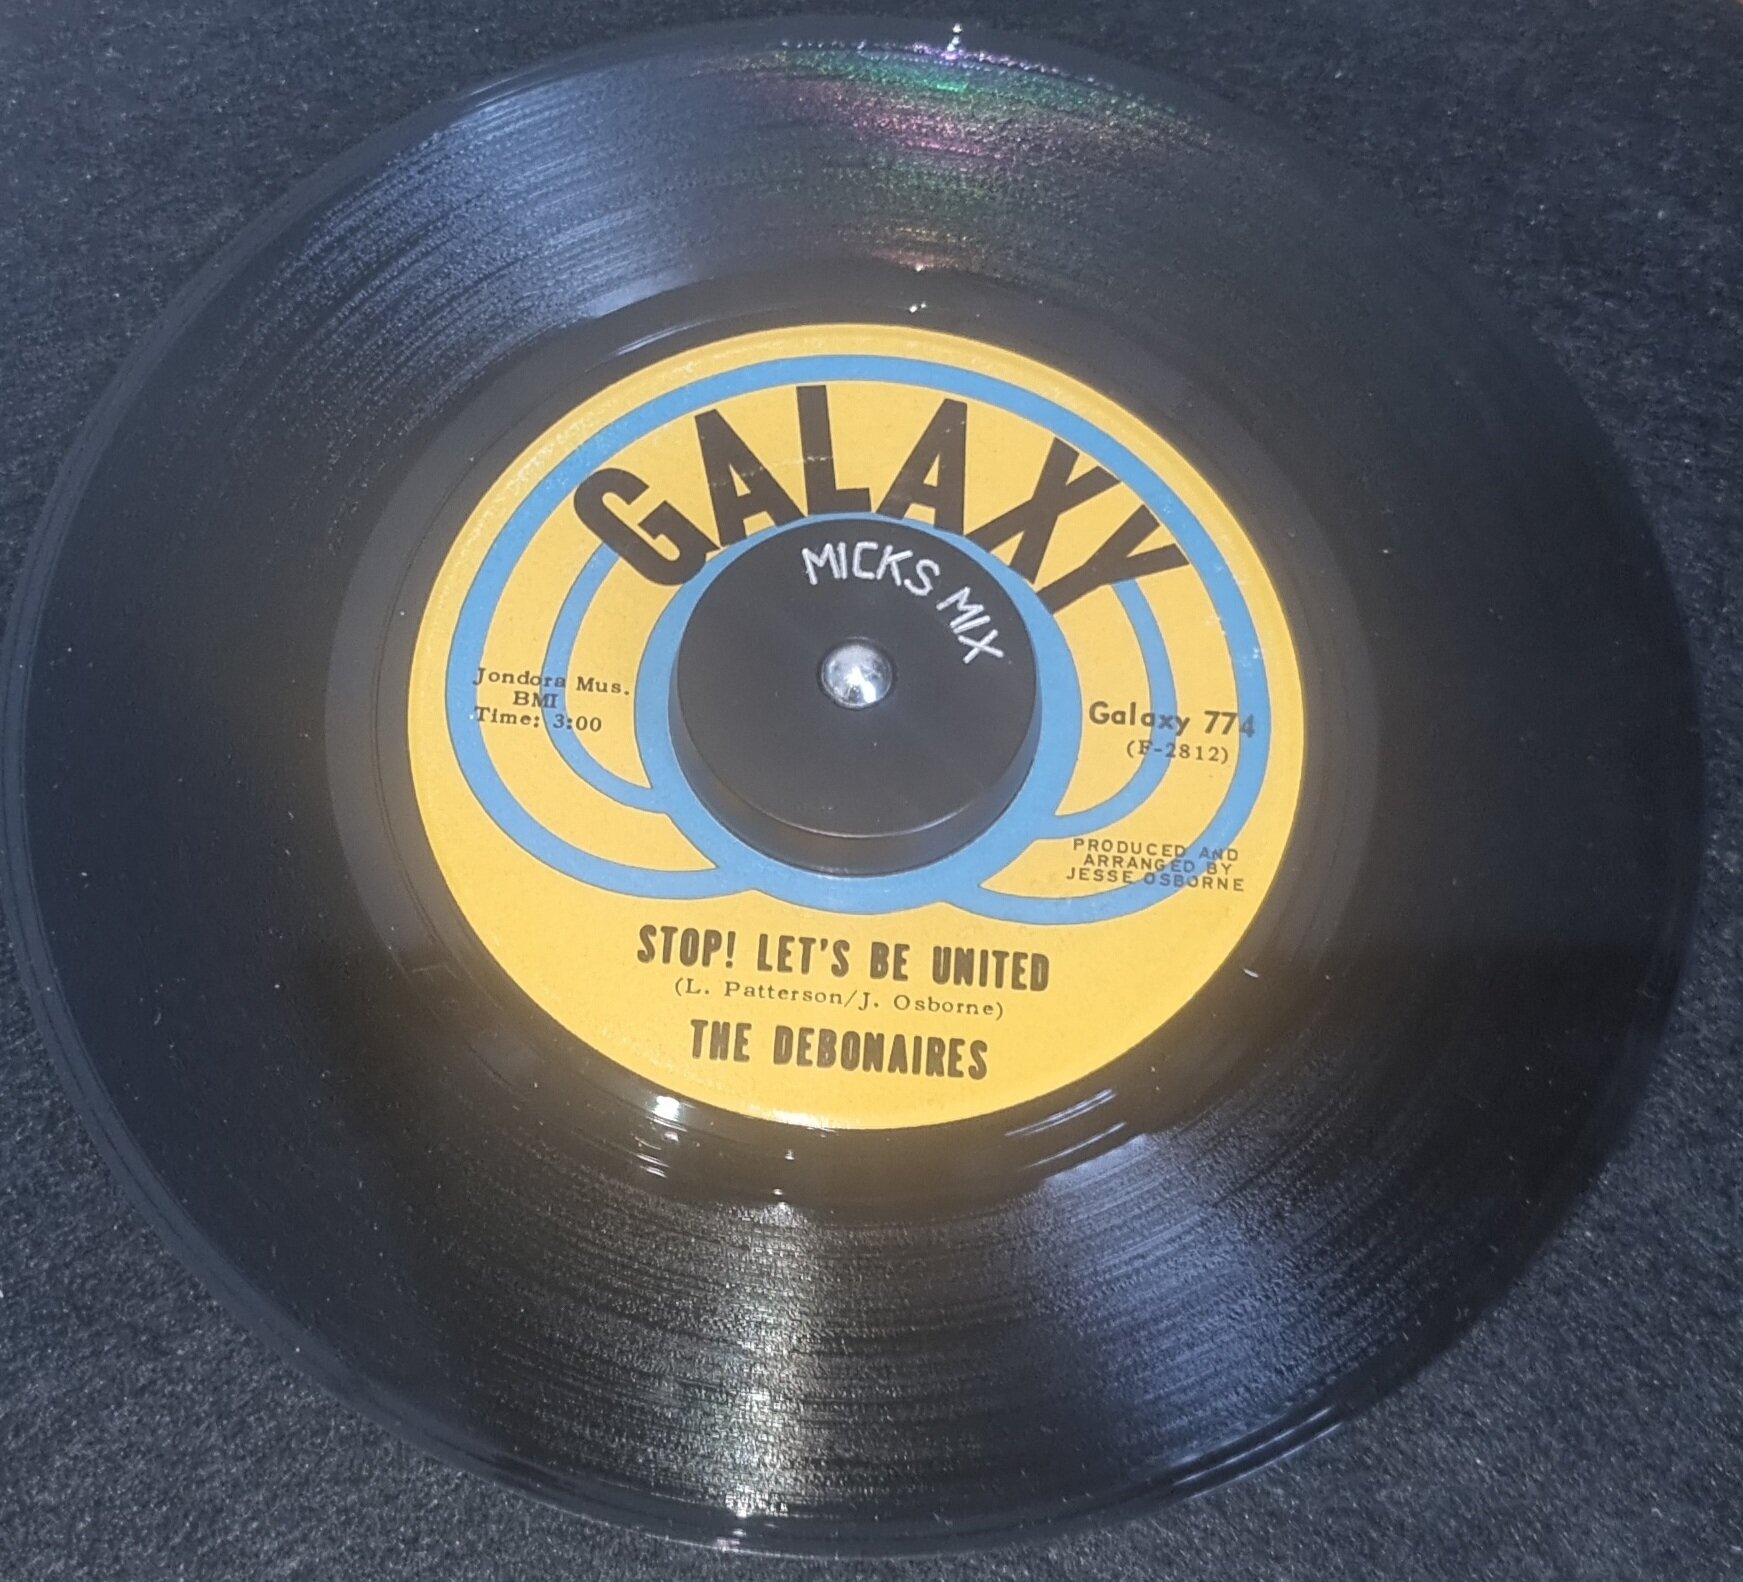 GALAXY
MICKS MIX
Jondora Mus.
BMI
Time: 3:00
Galaxy 774
(F-2812)
PRODUCED AND
ARRANGED BY
JESSE OSBORNE
STOP! LET'S BE UNITED
(L. Patterson/J. Osborne)
THE DEBONAIRES